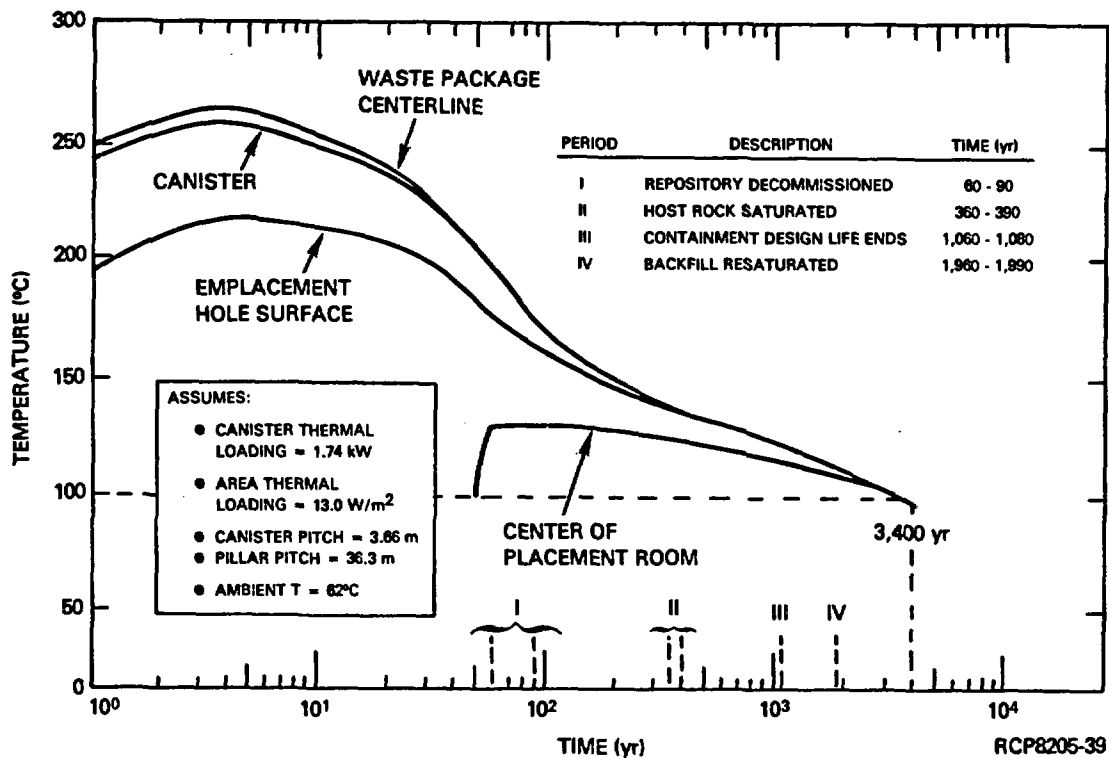 300
250
200
150
100
50
0
TEMPERATURE (ºC)
WASTE PACKAGE
CENTERLINE
CANISTER
EMPLACEMENT
HOLE SURFACE
PERIOD DESCRIPTION TIME (yr)
I REPOSITORY DECOMMISSIONED 60 - 90
II HOST ROCK SATURATED 360 - 390
III CONTAINMENT DESIGN LIFE ENDS 1,060 - 1,080
IV BACKFILL RESATURATED 1,960 - 1,990
ASSUMES:
● CANISTER THERMAL
LOADING = 1.74 kW
● AREA THERMAL
LOADING = 13.0 W/m²
● CANISTER PITCH = 3.66 m
● PILLAR PITCH = 36.3 m
● AMBIENT T = 62ºC
CENTER OF
PLACEMENT ROOM
3,400 yr
I II III IV
10⁰ 10¹ 10² 10³ 10⁴
TIME (yr)
RCP8205-39